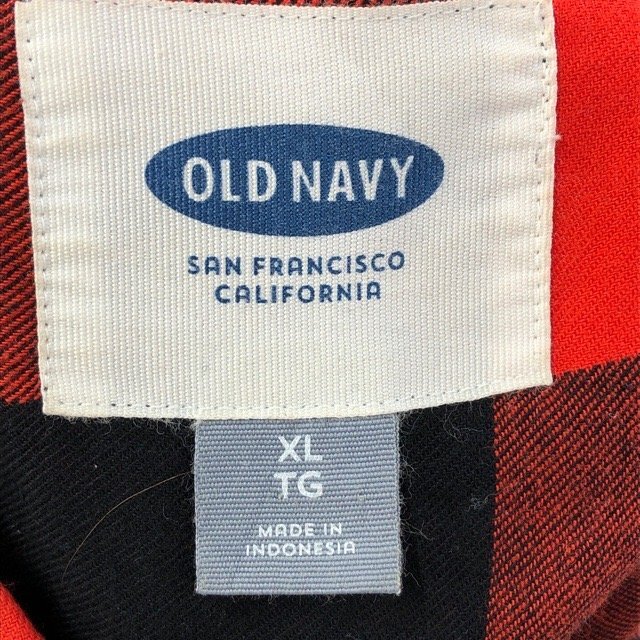 OLD NAVY
SAN FRANCISCO
CALIFORNIA
XL
TG
MADE IN
INDONESIA